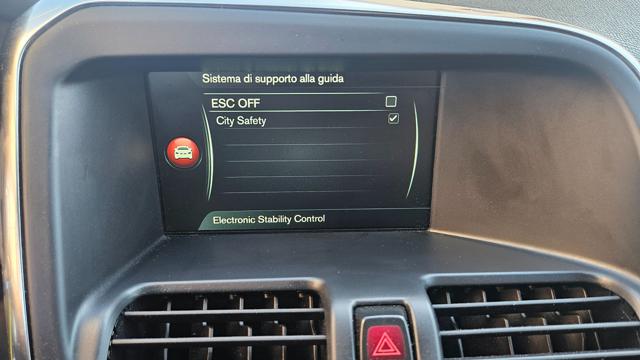 Sistema di supporto alla guida
ESC OFF
City Safety
Electronic Stability Control